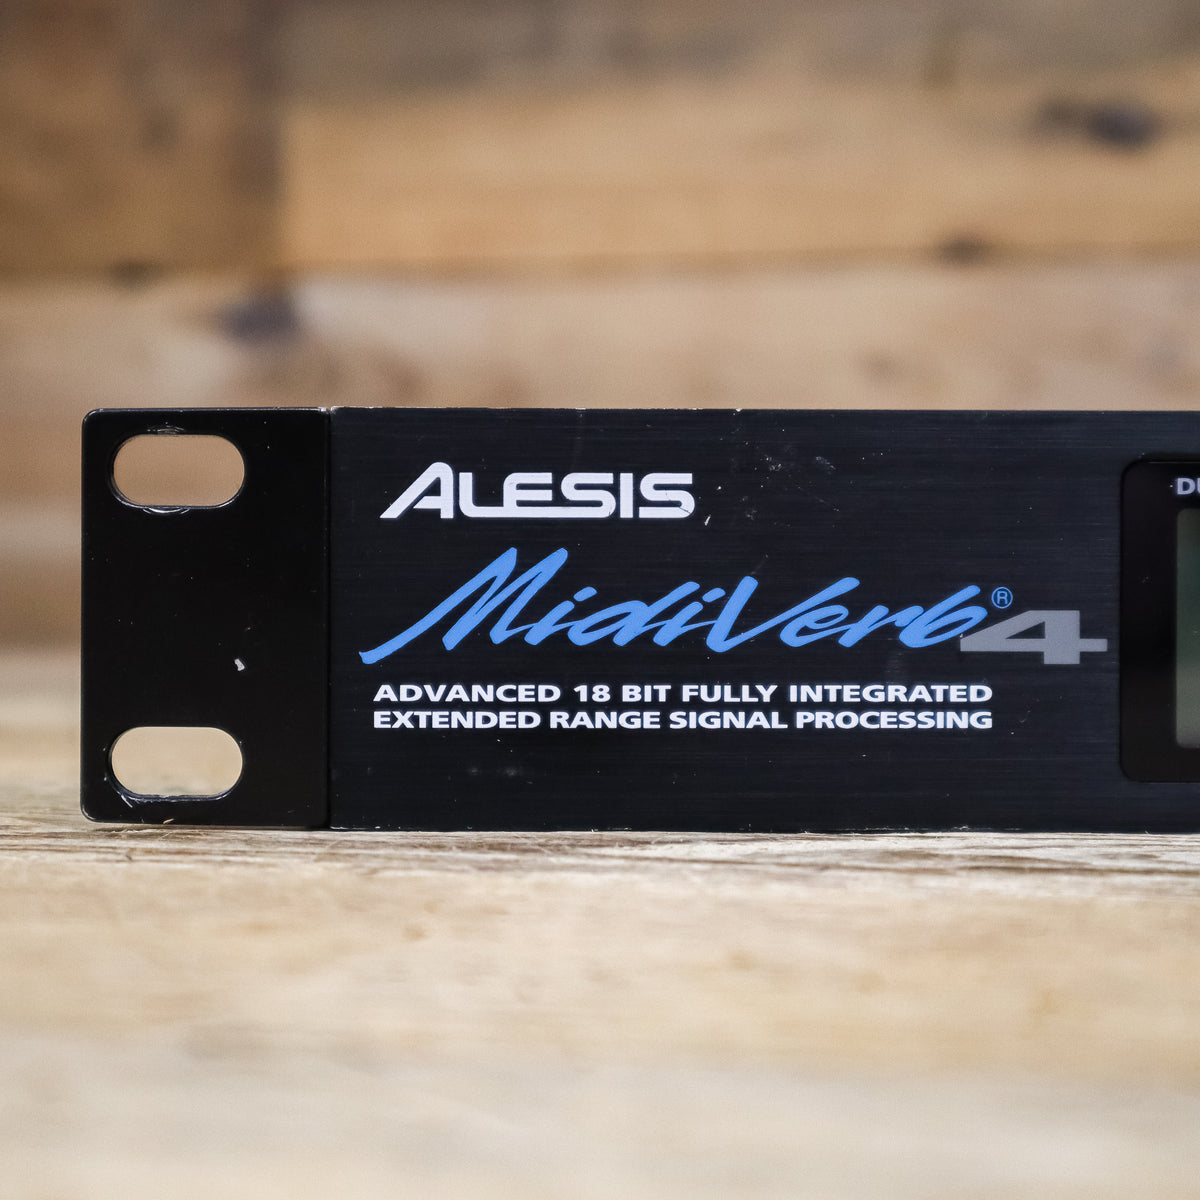 ALESIS
MidiVerb® 4
ADVANCED 18 BIT FULLY INTEGRATED
EXTENDED RANGE SIGNAL PROCESSING